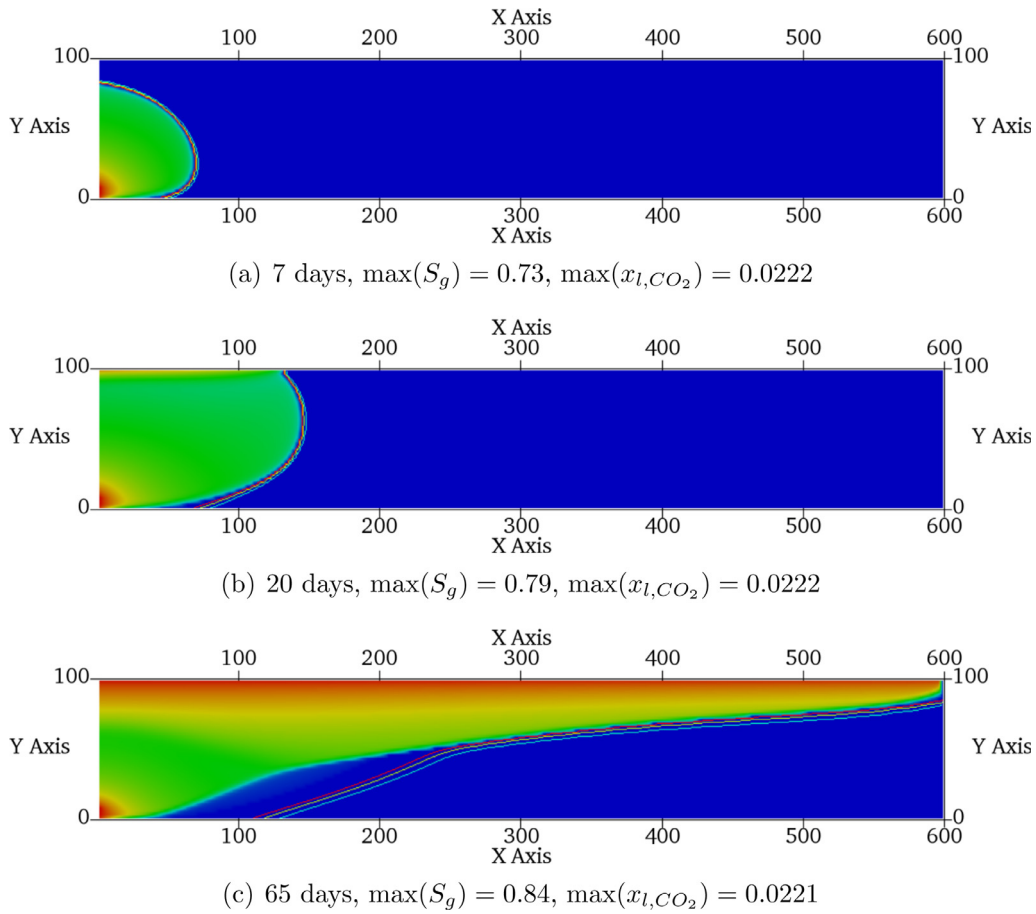 X Axis
100 200 300 400 500 600
100 100
Y Axis Y Axis
0 0
100 200 300 400 500 600
X Axis
(a) 7 days, max(S_g) = 0.73, max(x_{l,CO_2}) = 0.0222
X Axis
100 200 300 400 500 600
100 100
Y Axis Y Axis
0 0
100 200 300 400 500 600
X Axis
(b) 20 days, max(S_g) = 0.79, max(x_{l,CO_2}) = 0.0222
X Axis
100 200 300 400 500 600
100 100
Y Axis Y Axis
0 0
100 200 300 400 500 600
X Axis
(c) 65 days, max(S_g) = 0.84, max(x_{l,CO_2}) = 0.0221